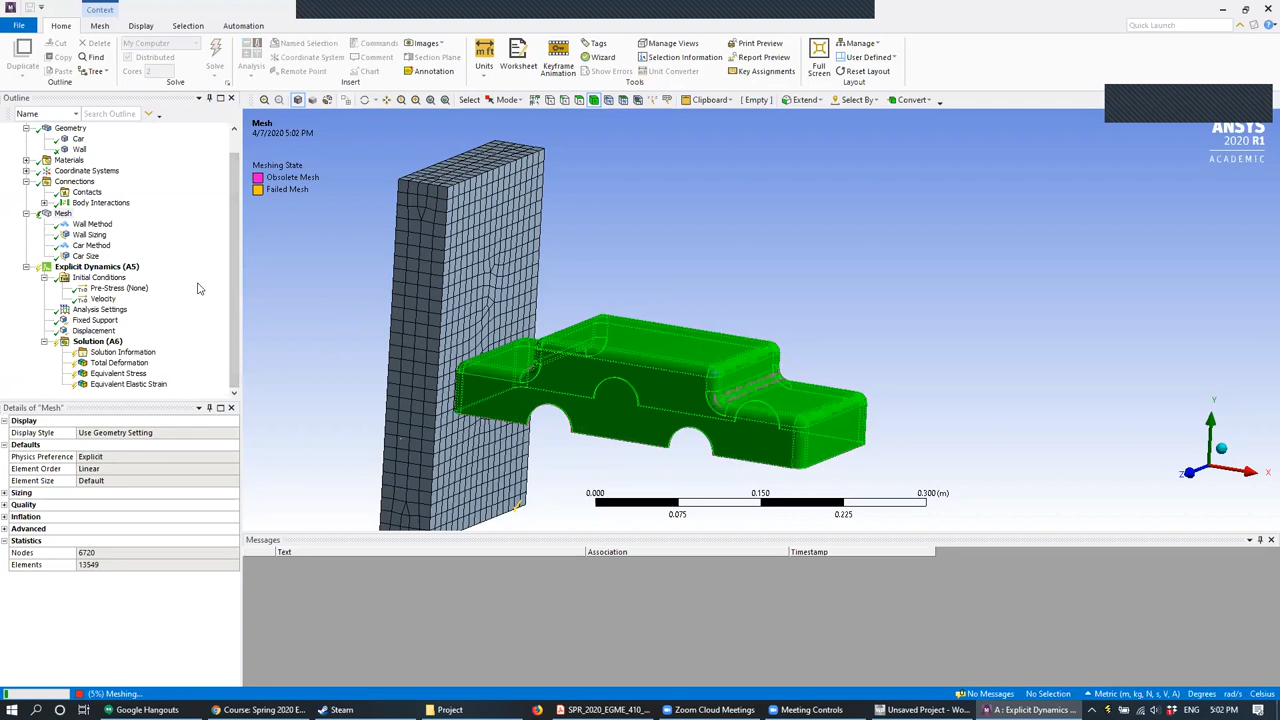 Context
File Home Mesh Display Selection Automation
Quick Launch
Duplicate
Cut Delete
Copy Find
Paste Tree
Outline
My Computer
Distributed
Cores 2
Solve
Solve
Analysis
Named Selection
Coordinate System
Remote Point
Commands
Comments
Chart
Images
Section Plane
Annotation
Insert
Units Worksheet Keyframe Animation
Tags
Wizard
Show Errors
Manage Views
Selection Information
Unit Converter
Print Preview
Report Preview
Key Assignments
Tools
Full Screen
Manage
User Defined
Reset Layout
Layout
Outline
Name Search Outline
Select Mode Clipboard [ Empty ] Extend Select By Convert
Geometry
Car
Wall
Materials
Coordinate Systems
Connections
Contacts
Body Interactions
Mesh
Wall Method
Wall Sizing
Car Method
Car Size
Explicit Dynamics (A5)
Initial Conditions
Pre-Stress (None)
Velocity
Analysis Settings
Fixed Support
Displacement
Solution (A6)
Solution Information
Total Deformation
Equivalent Stress
Equivalent Elastic Strain
Details of "Mesh"
Display
Display Style Use Geometry Setting
Defaults
Physics Preference Explicit
Element Order Linear
Element Size Default
Sizing
Quality
Inflation
Advanced
Statistics
Nodes 6720
Elements 13549
Mesh
4/7/2020 5:02 PM
Meshing State
Obsolete Mesh
Failed Mesh
ANSYS
2020 R1
ACADEMIC
0.000 0.150 0.300 (m)
0.075 0.225
Y
X
Z
Messages
Text Association Timestamp
(5%) Meshing...
No Messages No Selection Metric (m, kg, N, s, V, A) Degrees rad/s Celsius
Google Hangouts Course: Spring 2020 E... Steam Project SPR_2020_EGME_410_... Zoom Cloud Meetings Meeting Controls Unsaved Project - Wo... A : Explicit Dynamics ... ENG 5:02 PM